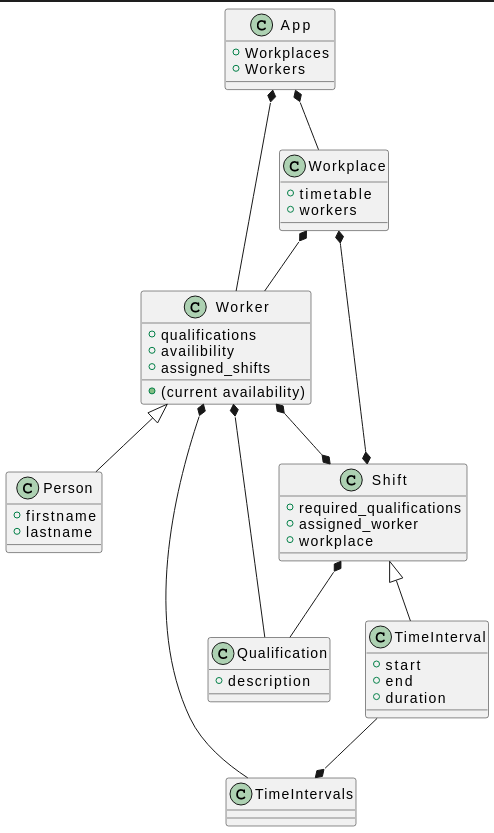 C App
Workplaces
Workers
C Workplace
timetable
workers
C Worker
qualifications
availibility
assigned_shifts
(current availability)
C Person
firstname
lastname
C Shift
required_qualifications
assigned_worker
workplace
C Qualification
description
C TimeInterval
start
end
duration
C TimeIntervals